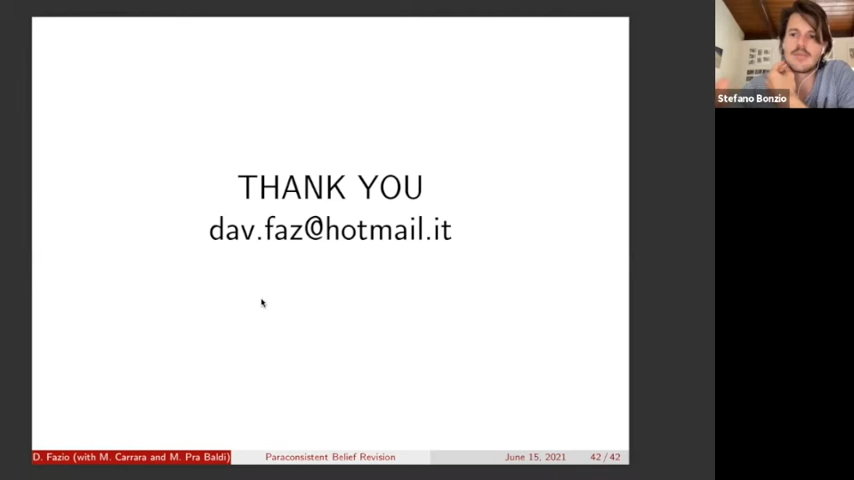 THANK YOU
dav.faz@hotmail.it
D. Fazio (with M. Carrara and M. Pra Baldi) Paraconsistent Belief Revision June 15, 2021 42 / 42
Stefano Bonzio